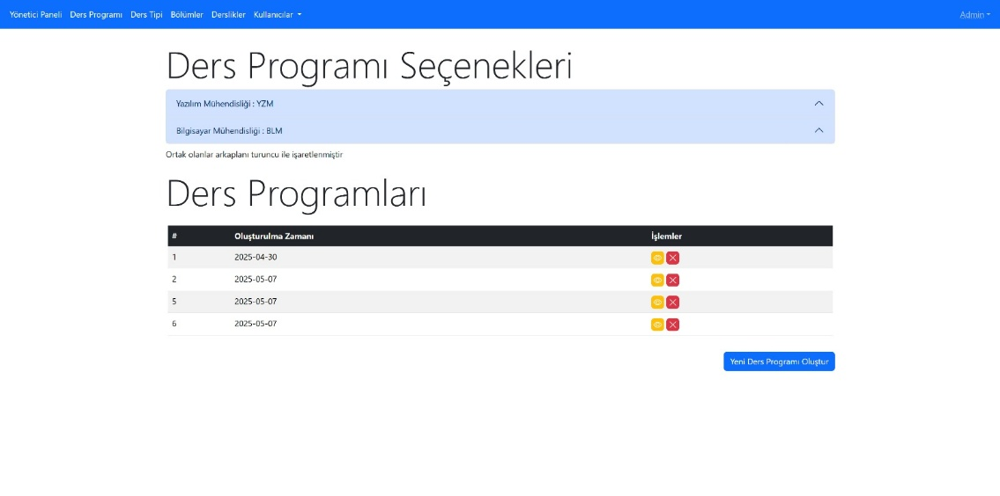 Yönetici Paneli Ders Programı Ders Tipi Bölümler Derslikler Kullanıcılar Admin
Ders Programı Seçenekleri
Yazılım Mühendisliği : YZM
Bilgisayar Mühendisliği : BLM
Ortak olanlar arkaplanı turuncu ile işaretlenmiştir
Ders Programları
# Oluşturulma Zamanı İşlemler
1 2025-04-30
2 2025-05-07
5 2025-05-07
6 2025-05-07
Yeni Ders Programı Oluştur